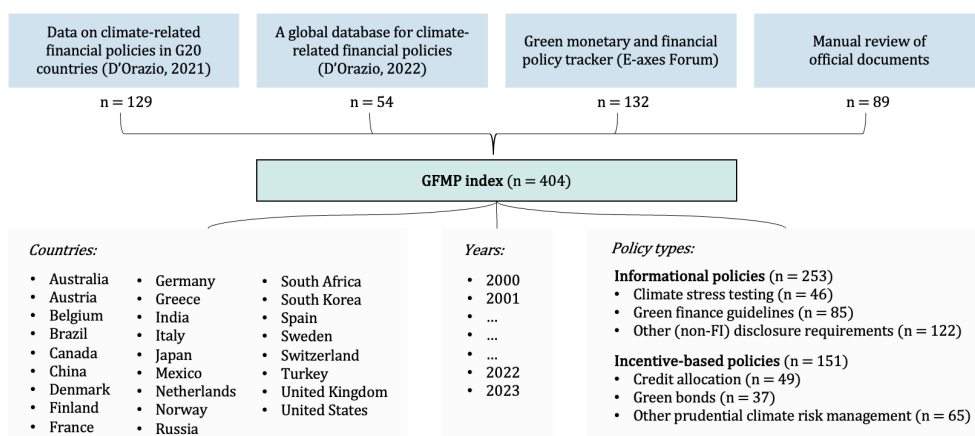 Data on climate-related
financial policies in G20
countries (D'Orazio, 2021)
A global database for climate-
related financial policies
(D'Orazio, 2022)
Green monetary and financial
policy tracker (E-axes Forum)
Manual review of
official documents
n = 129
n = 54
n = 132
n = 89
GFMP index (n = 404)
Countries:
• Australia
• Austria
• Belgium
• Brazil
• Canada
• China
• Denmark
• Finland
• France
• Germany
• Greece
• India
• Italy
• Japan
• Mexico
• Netherlands
• Norway
• Russia
• South Africa
• South Korea
• Spain
• Sweden
• Switzerland
• Turkey
• United Kingdom
• United States
Years:
• 2000
• 2001
• ...
• ...
• ...
• 2022
• 2023
Policy types:
Informational policies (n = 253)
• Climate stress testing (n = 46)
• Green finance guidelines (n = 85)
• Other (non-FI) disclosure requirements (n = 122)
Incentive-based policies (n = 151)
• Credit allocation (n = 49)
• Green bonds (n = 37)
• Other prudential climate risk management (n = 65)